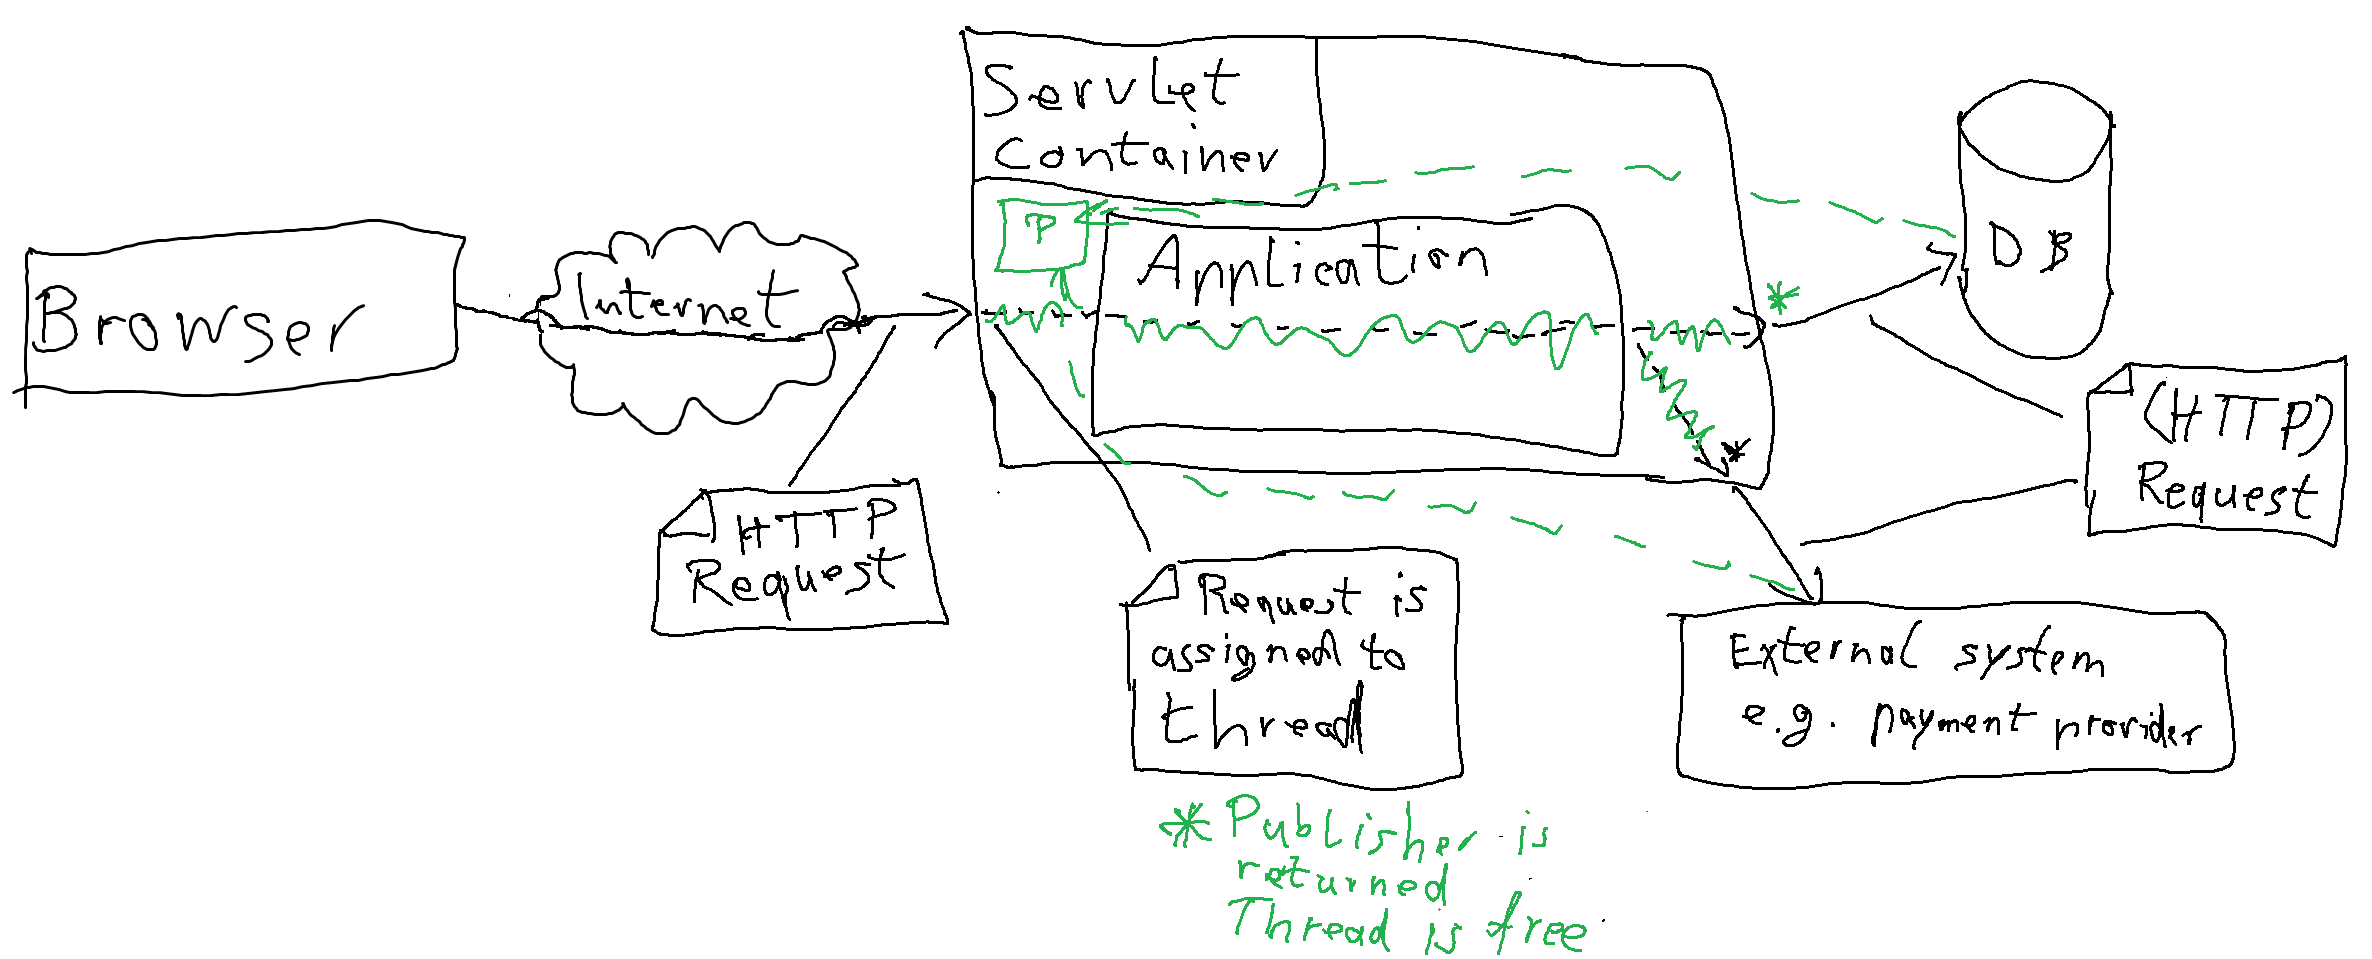 Servlet
Container
P
Application
Browser
Internet
DB
HTTP
Request
(HTTP)
Request
Request is
assigned to
thread
External system
e.g. payment provider
* Publisher is
returned
Thread is free
*
*